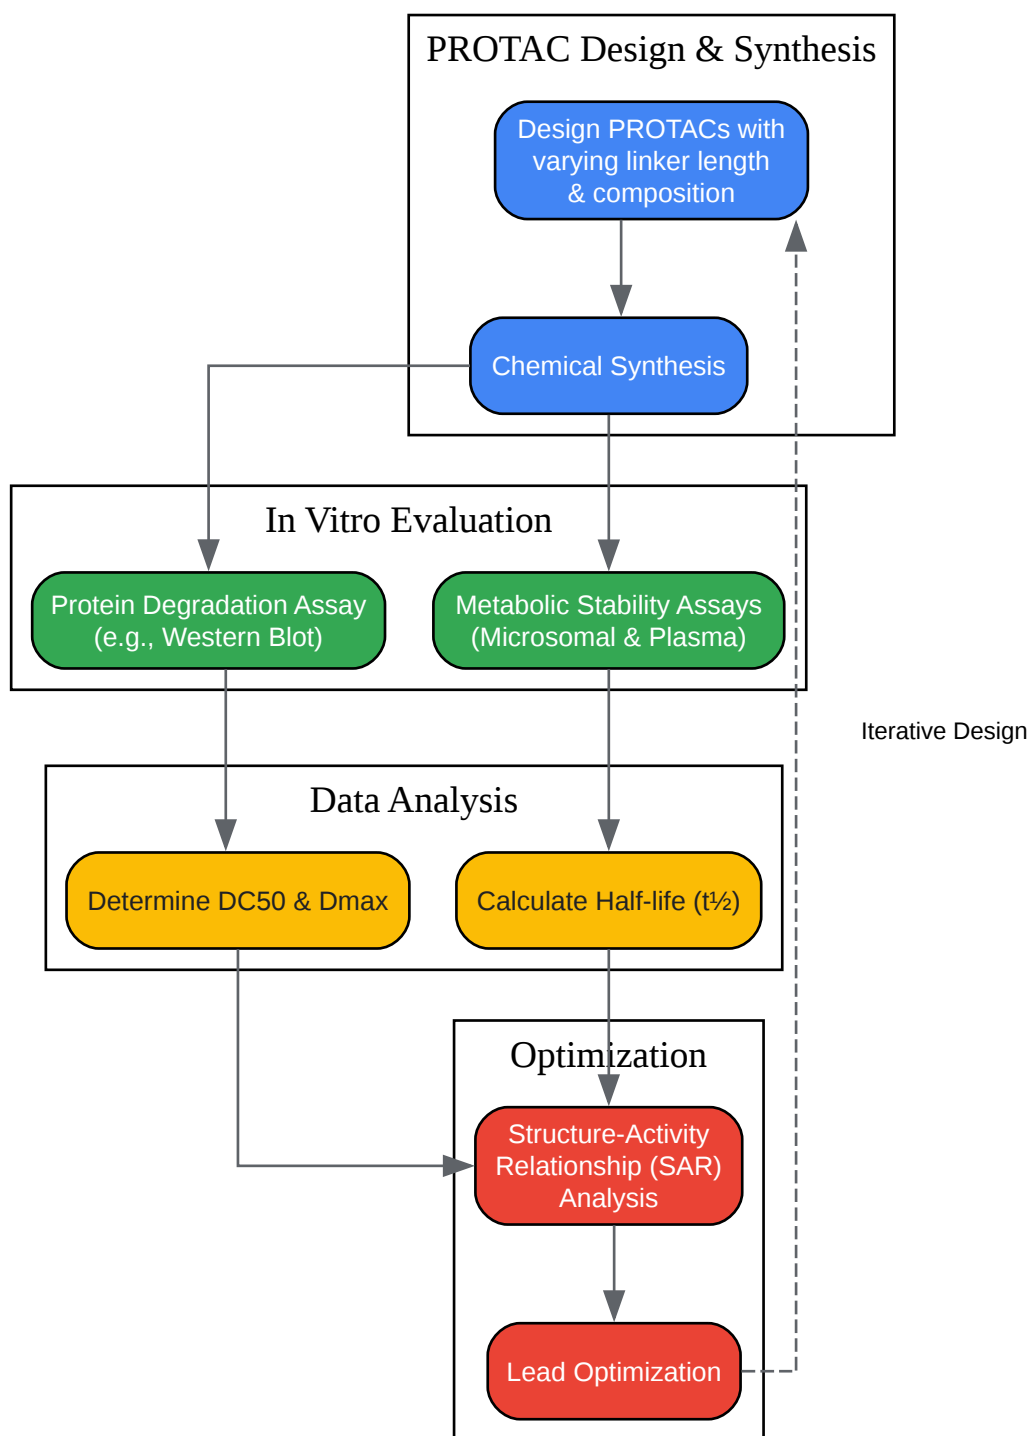 PROTAC Design & Synthesis
Design PROTACs with
varying linker length
& composition
Chemical Synthesis
In Vitro Evaluation
Protein Degradation Assay
(e.g., Western Blot)
Metabolic Stability Assays
(Microsomal & Plasma)
Iterative Design
Data Analysis
Determine DC50 & Dmax
Calculate Half-life (t½)
Optimization
Structure-Activity
Relationship (SAR)
Analysis
Lead Optimization